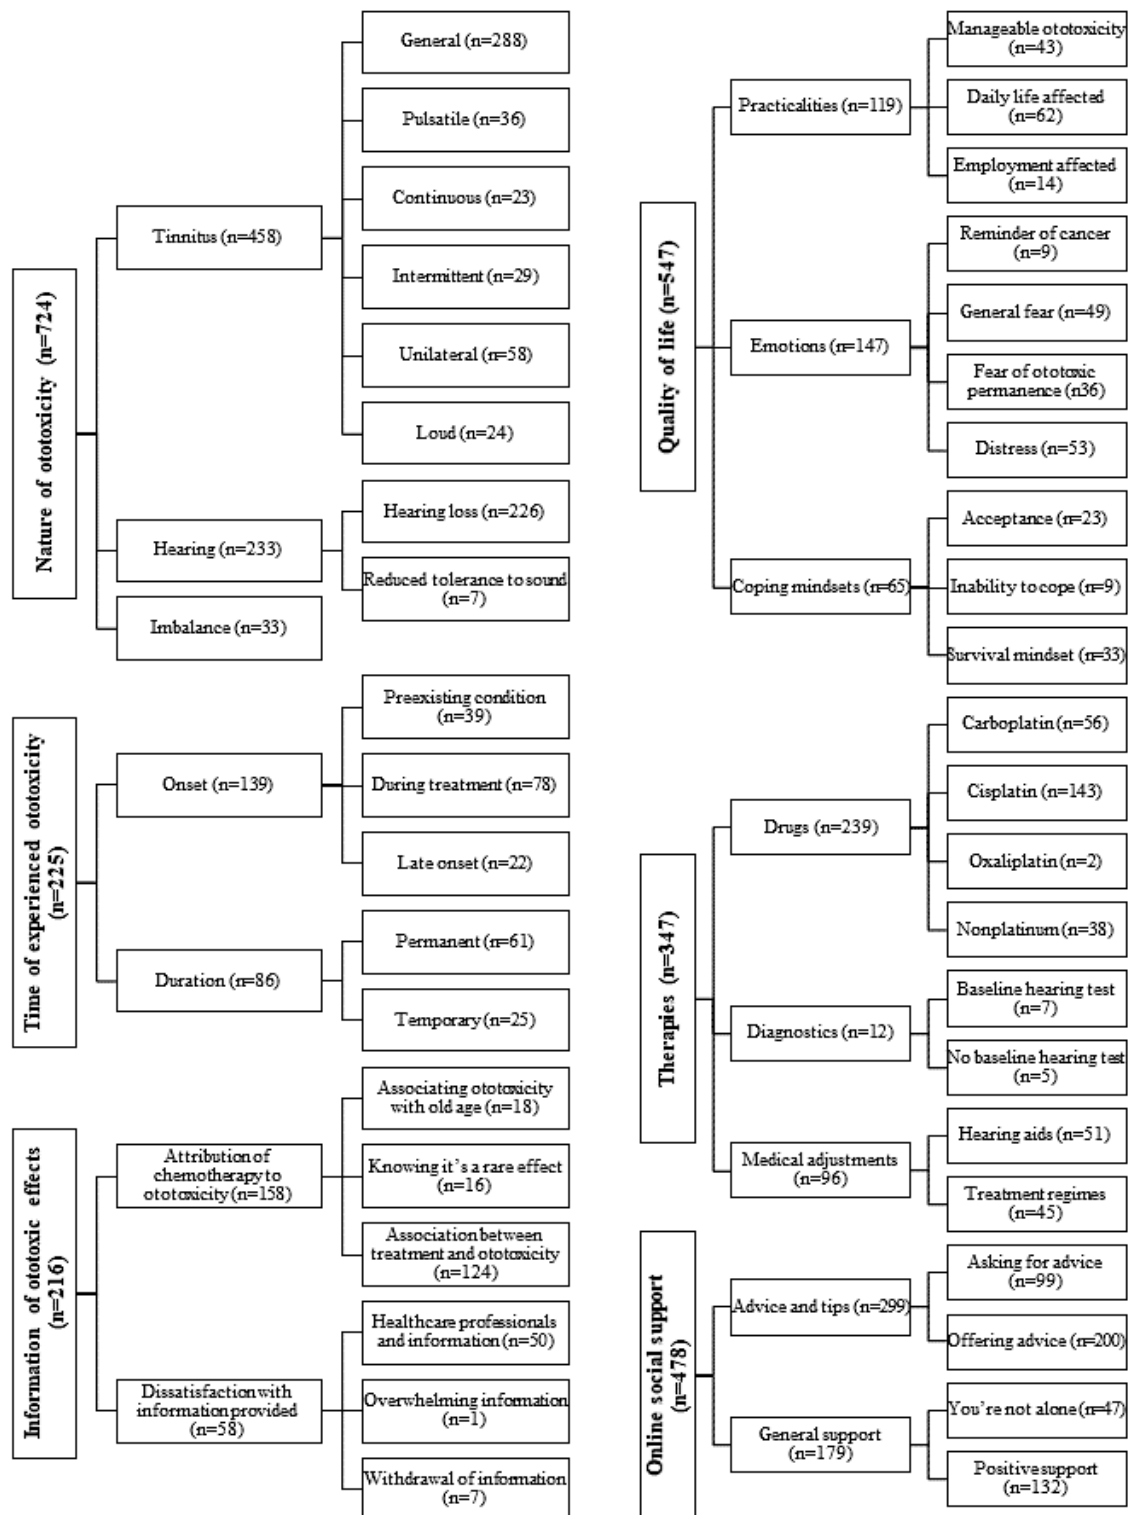 Nature of ototoxicity (n=724)
Tinnitus (n=458)
General (n=288)
Pulsatile (n=36)
Continuous (n=23)
Intermittent (n=29)
Unilateral (n=58)
Loud (n=24)
Hearing (n=233)
Hearing loss (n=226)
Reduced tolerance to sound
(n=7)
Imbalance (n=33)
Time of experienced ototoxicity
(n=225)
Onset (n=139)
Preexisting condition
(n=39)
During treatment (n=78)
Late onset (n=22)
Duration (n=86)
Permanent (n=61)
Temporary (n=25)
Information of ototoxic effects
(n=216)
Attribution of
chemotherapy to
ototoxicity (n=158)
Associating ototoxicity
with old age (n=18)
Knowing it's a rare effect
(n=16)
Association between
treatment and ototoxicity
(n=124)
Dissatisfaction with
information provided
(n=58)
Healthcare professionals
and information (n=50)
Overwhelming information
(n=1)
Withdrawal of information
(n=7)
Quality of life (n=547)
Practicalities (n=119)
Manageable ototoxicity
(n=43)
Daily life affected
(n=62)
Employment affected
(n=14)
Emotions (n=147)
Reminder of cancer
(n=9)
General fear (n=49)
Fear of ototoxic
permanence (n36)
Distress (n=53)
Coping mindsets (n=65)
Acceptance (n=23)
Inability to cope (n=9)
Survival mindset (n=33)
Therapies (n=347)
Drugs (n=239)
Carboplatin (n=56)
Cisplatin (n=143)
Oxaliplatin (n=2)
Nonplatinum (n=38)
Diagnostics (n=12)
Baseline hearing test
(n=7)
No baseline hearing test
(n=5)
Medical adjustments
(n=96)
Hearing aids (n=51)
Treatment regimes
(n=45)
Online social support
(n=478)
Advice and tips (n=299)
Asking for advice
(n=99)
Offering advice (n=200)
General support
(n=179)
You're not alone (n=47)
Positive support
(n=132)